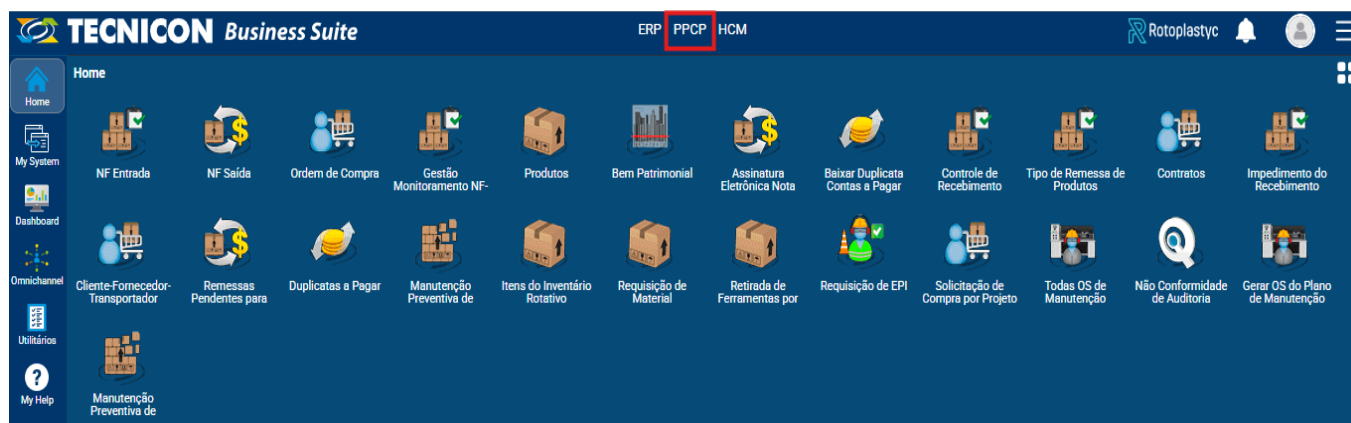 TECNICON Business Suite
ERP PPCP HCM
Rotoplastyc
Home
Home
My System
Dashboard
Omnichannel
Utilitários
?
My Help
NF Entrada
NF Saída
Ordem de Compra
Gestão
Monitoramento NF-
Produtos
Bem Patrimonial
Assinatura
Eletrônica Nota
Baixar Duplicata
Contas a Pagar
Controle de
Recebimento
Tipo de Remessa de
Produtos
Contratos
Impedimento do
Recebimento
Cliente-Fornecedor-
Transportador
Remessas
Pendentes para
Duplicatas a Pagar
Manutenção
Preventiva de
Itens do Inventário
Rotativo
Requisição de
Material
Retirada de
Ferramentas por
Requisição de EPI
Solicitação de
Compra por Projeto
Todas OS de
Manutenção
Não Conformidade
de Auditoria
Gerar OS do Plano
de Manutenção
Manutenção
Preventiva de